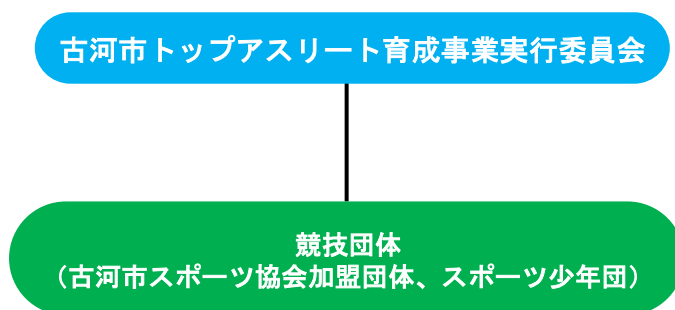 古河市トップアスリート育成事業実行委員会
競技団体
（古河市スポーツ協会加盟団体、スポーツ少年団）